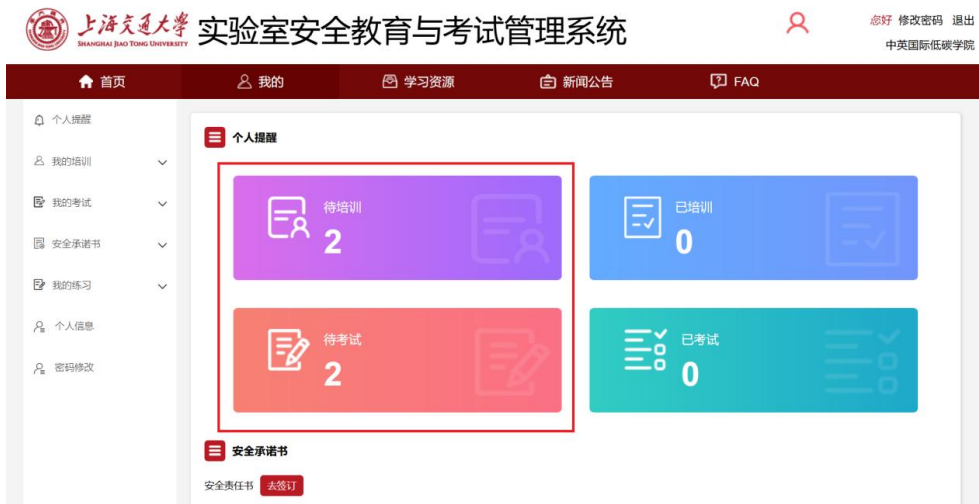 上海交通大学 实验室安全教育与考试管理系统
SHANGHAI JIAO TONG UNIVERSITY
您好 修改密码 退出
中英国际低碳学院
首页 我的 学习资源 新闻公告 FAQ
个人提醒
我的培训
我的考试
安全承诺书
我的练习
个人信息
密码修改
个人提醒
待培训
2
已培训
0
待考试
2
已考试
0
安全承诺书
安全责任书 去签订